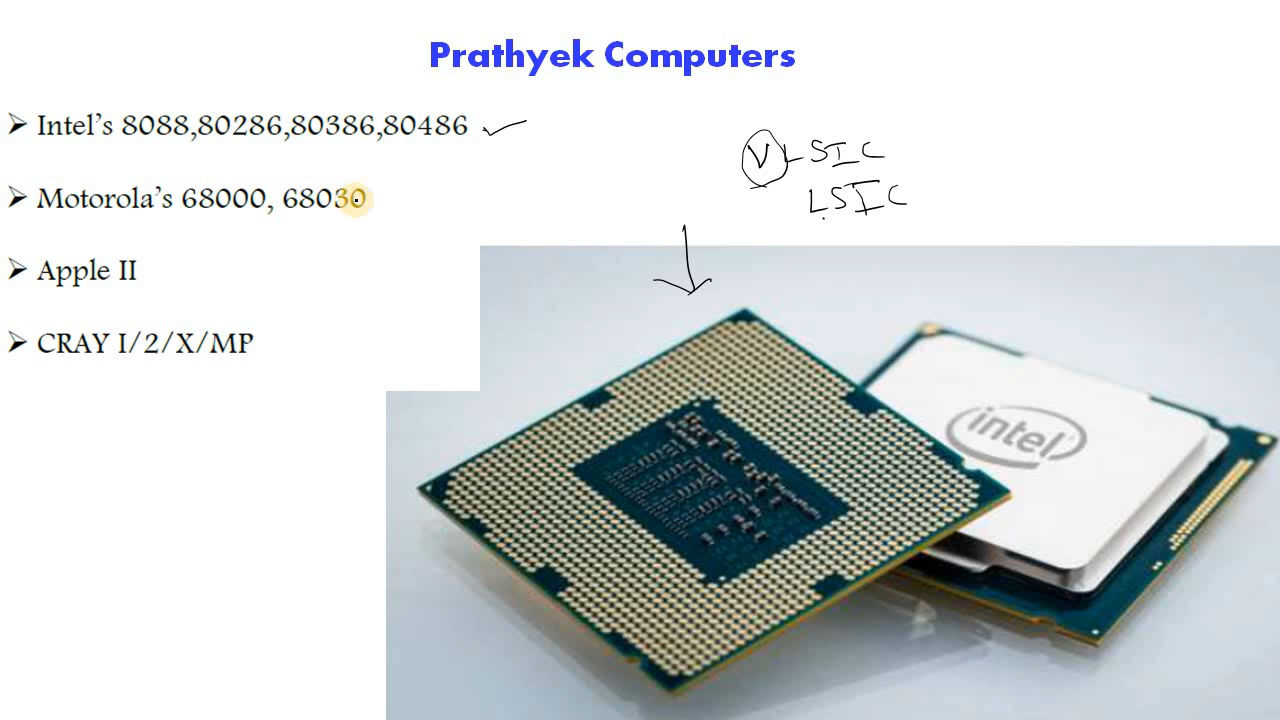 Prathyek Computers
Intel's 8088,80286,80386,80486
Motorola's 68000, 68030
Apple II
CRAY I/2/X/MP
VLSIC
LSIC
intel